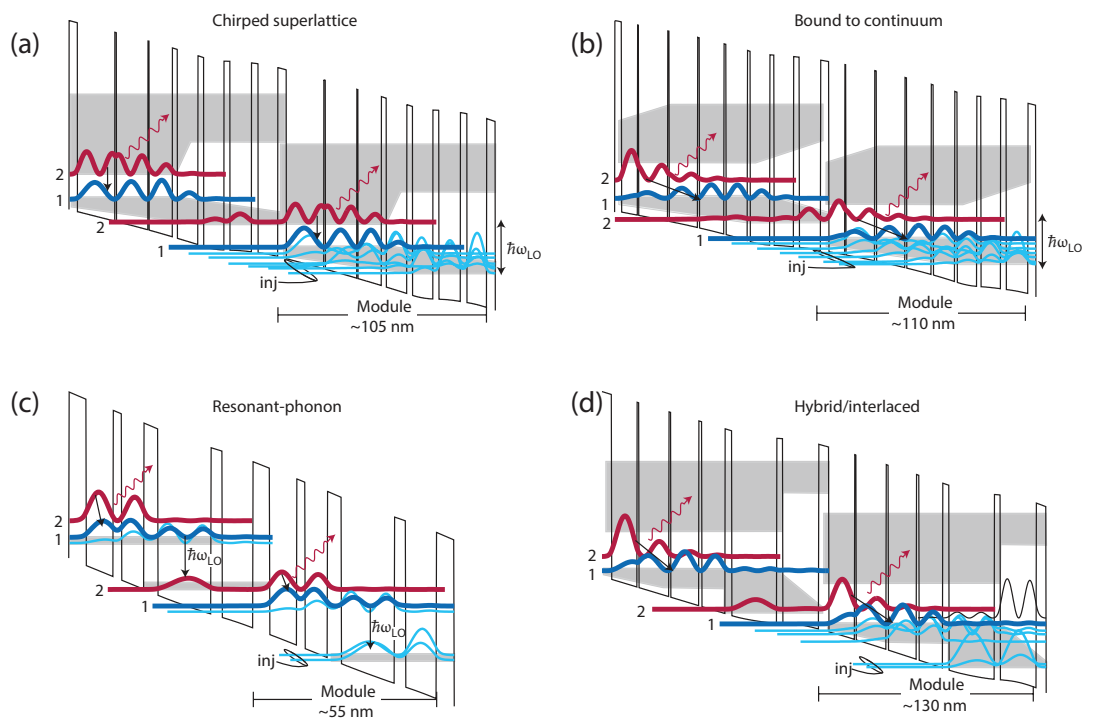 Chirped superlattice
(a)
2
1
2
1
inj
ħω_LO
Module
~105 nm
Bound to continuum
(b)
2
1
2
1
inj
ħω_LO
Module
~110 nm
Resonant-phonon
(c)
2
1
ħω_LO
2
1
ħω_LO
inj
Module
~55 nm
Hybrid/interlaced
(d)
2
1
2
1
inj
Module
~130 nm